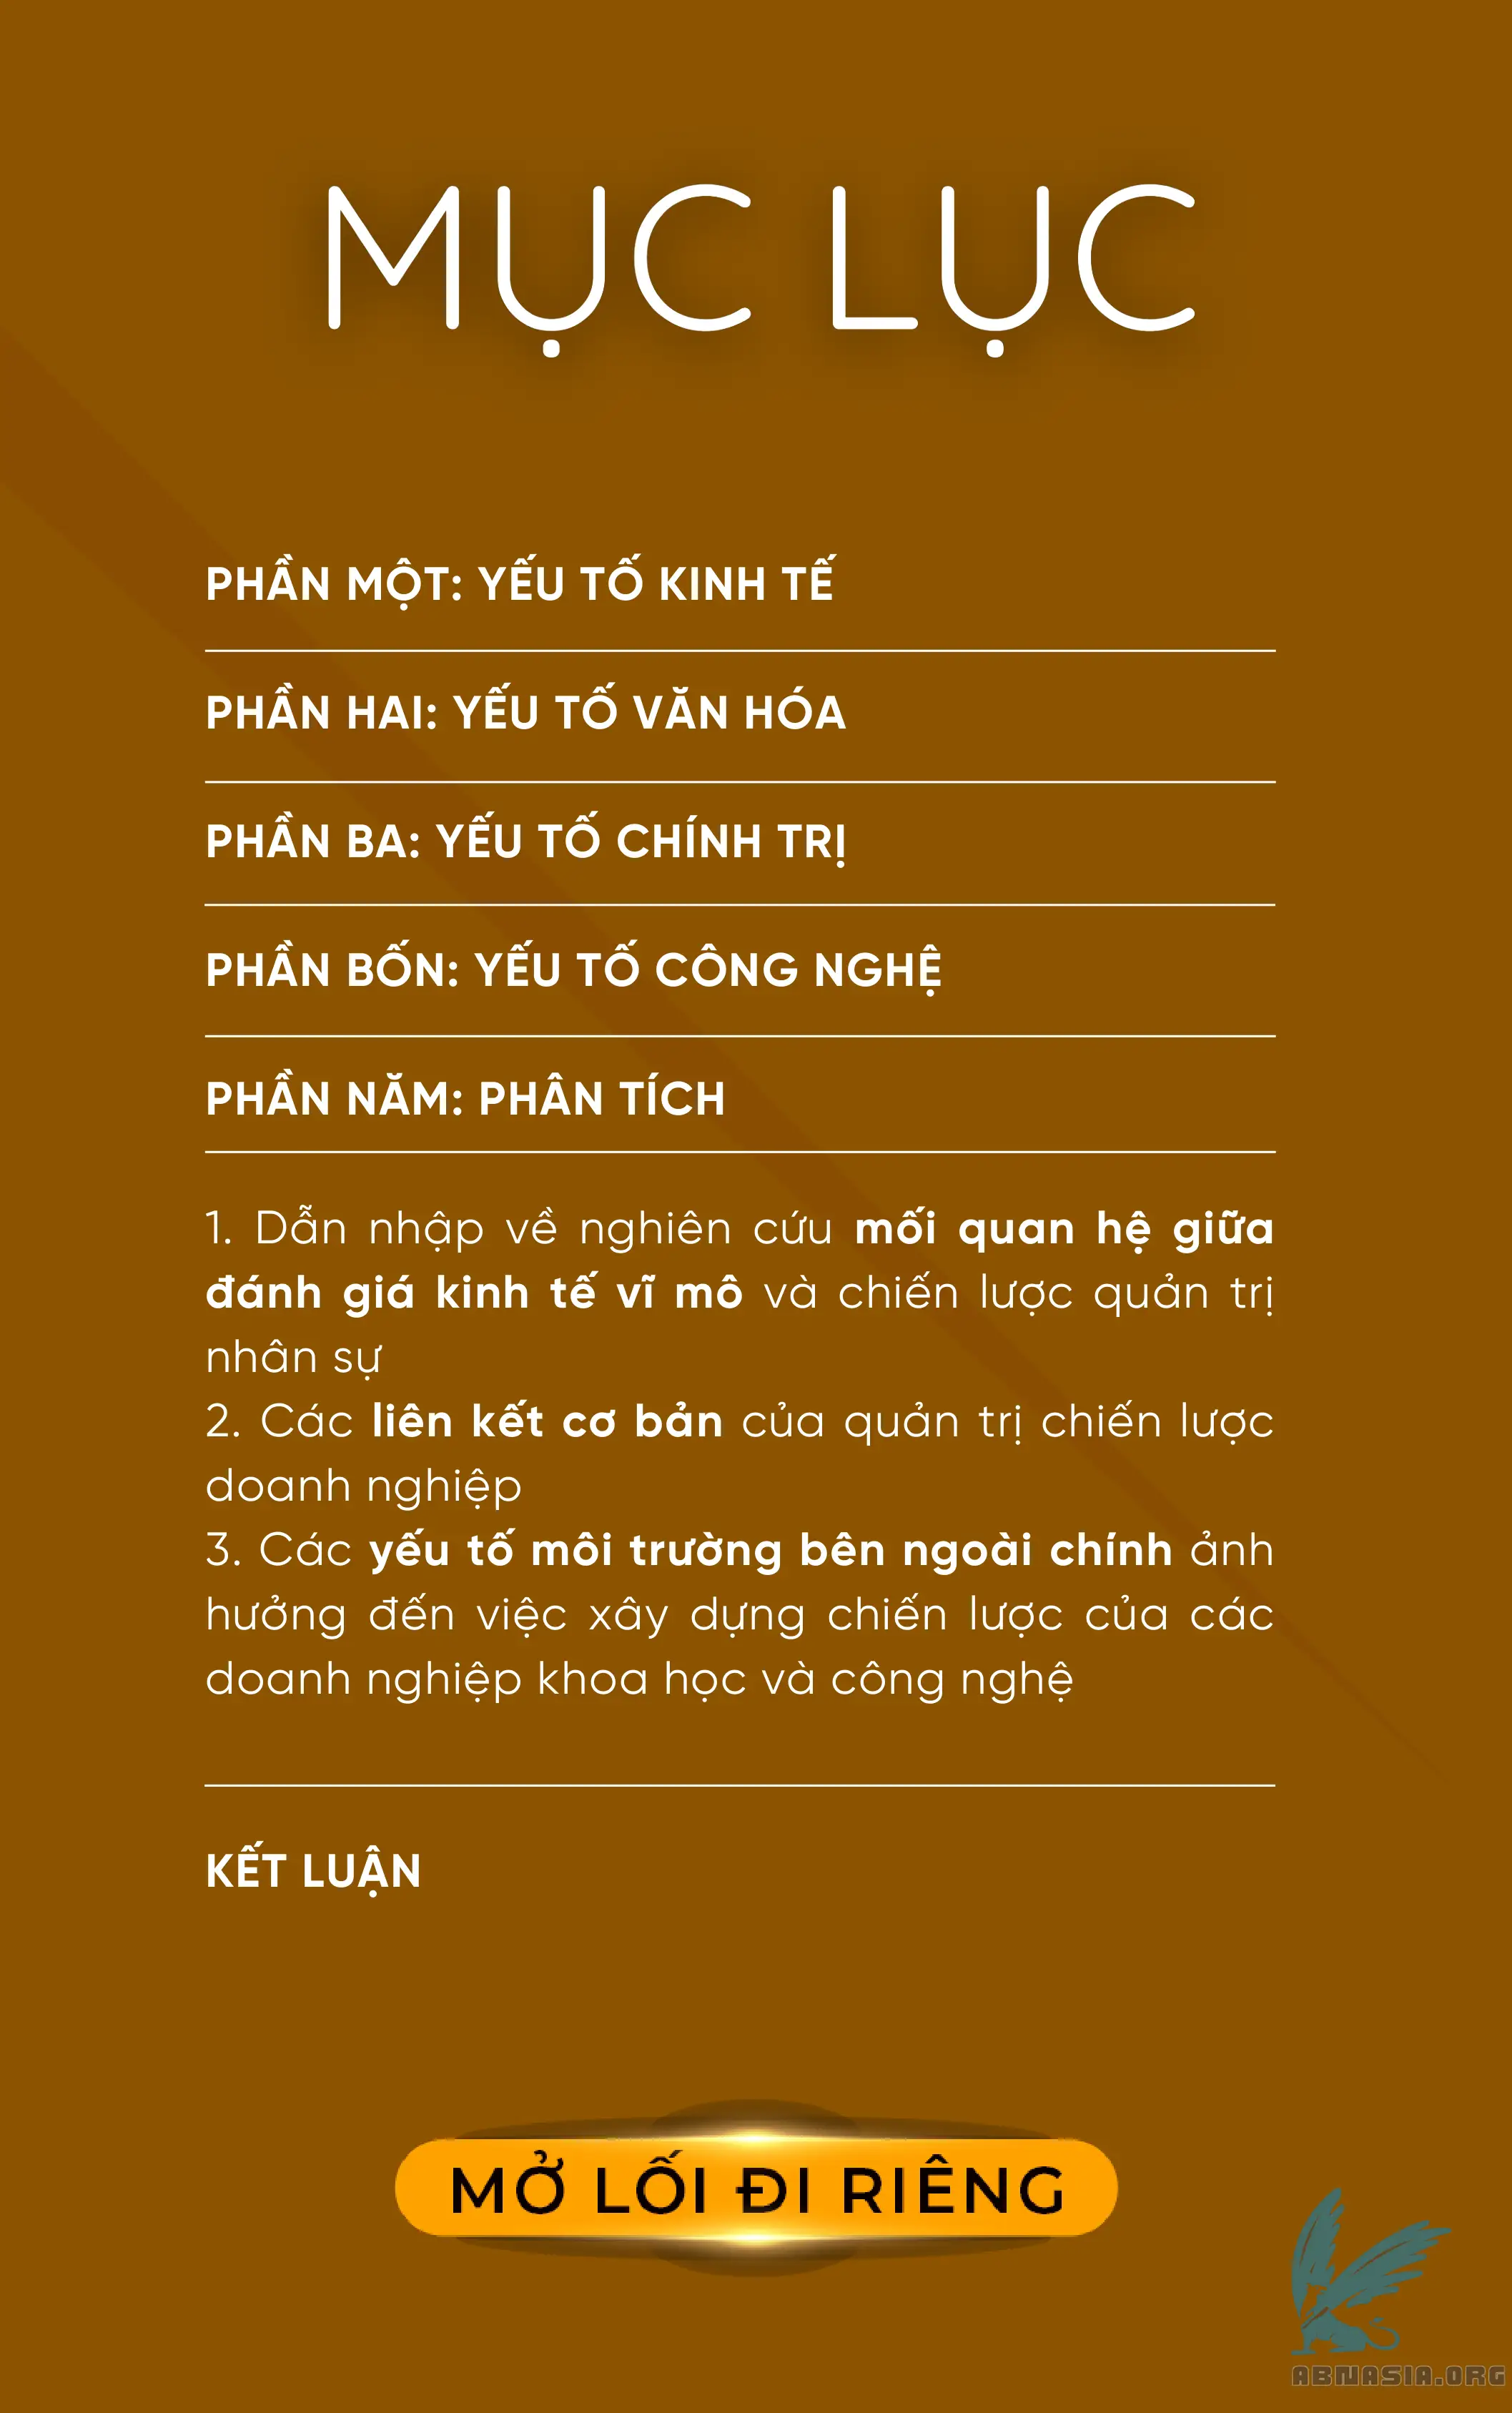 MỤC LỤC
PHẦN MỘT: YẾU TỐ KINH TẾ
PHẦN HAI: YẾU TỐ VĂN HÓA
PHẦN BA: YẾU TỐ CHÍNH TRỊ
PHẦN BỐN: YẾU TỐ CÔNG NGHỆ
PHẦN NĂM: PHÂN TÍCH
1. Dẫn nhập về nghiên cứu mối quan hệ giữa
đánh giá kinh tế vĩ mô và chiến lược quản trị
nhân sự
2. Các liên kết cơ bản của quản trị chiến lược
doanh nghiệp
3. Các yếu tố môi trường bên ngoài chính ảnh
hưởng đến việc xây dựng chiến lược của các
doanh nghiệp khoa học và công nghệ
KẾT LUẬN
MỞ LỐI ĐI RIÊNG
ABNASIA.ORG